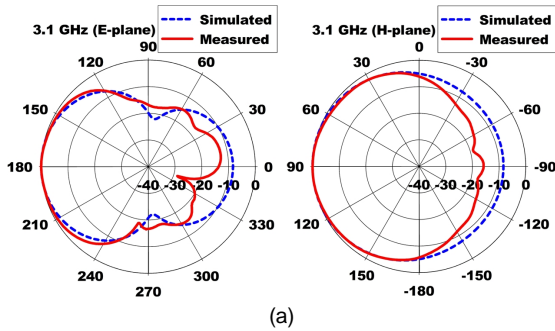 3.1 GHz (E-plane)
Simulated
Measured
90
120
60
150
30
180
0
-40 -30 -20 -10 0
210
330
240
300
270
3.1 GHz (H-plane)
Simulated
Measured
0
30
-30
60
-60
90
-90
-40 -30 -20 -10 0
120
-120
150
-150
-180
(a)